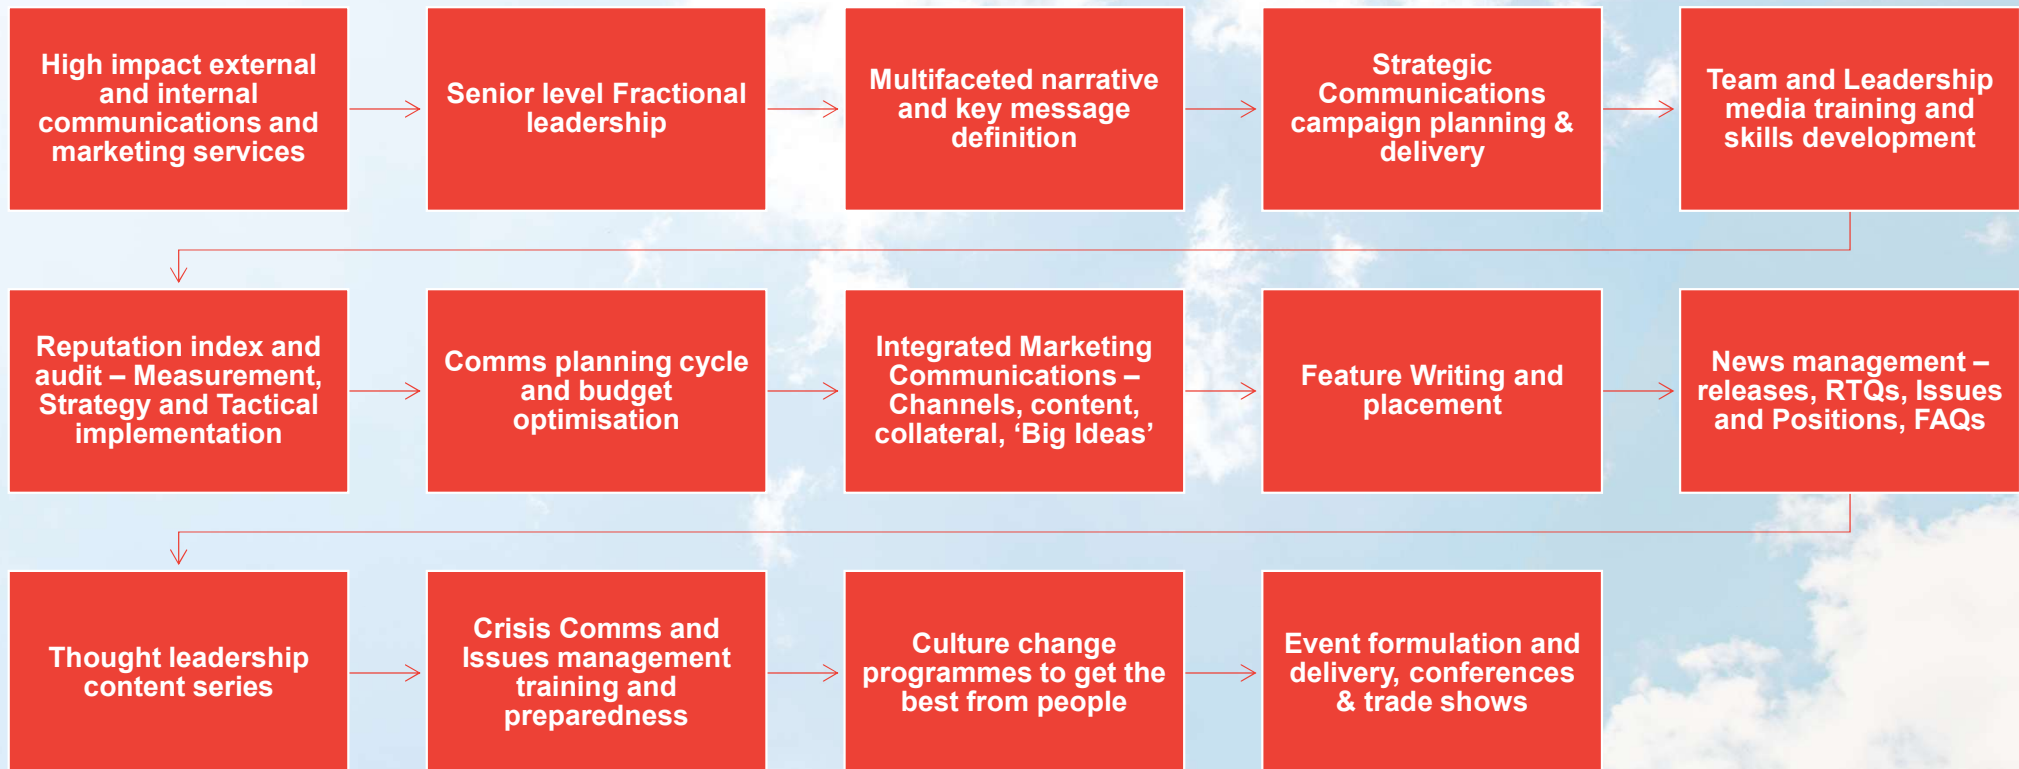 High impact external
and internal
communications and
marketing services
Senior level Fractional
leadership
Multifaceted narrative
and key message
definition
Strategic
Communications
campaign planning &
delivery
Team and Leadership
media training and
skills development
Reputation index and
audit – Measurement,
Strategy and Tactical
implementation
Comms planning cycle
and budget
optimisation
Integrated Marketing
Communications –
Channels, content,
collateral, ‘Big Ideas’
Feature Writing and
placement
News management –
releases, RTQs, Issues
and Positions, FAQs
Thought leadership
content series
Crisis Comms and
Issues management
training and
preparedness
Culture change
programmes to get the
best from people
Event formulation and
delivery, conferences
& trade shows